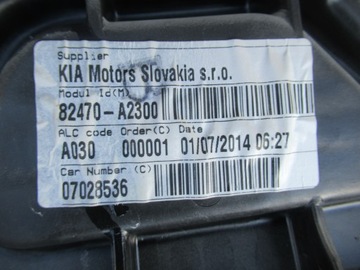 Supplier
KIA Motors Slovakia s.r.o.
Modul Id(M)
82470-A2300
ALC code Order(C) Date
A030 000001 01/07/2014 06:27
Car Number (C)
07028536